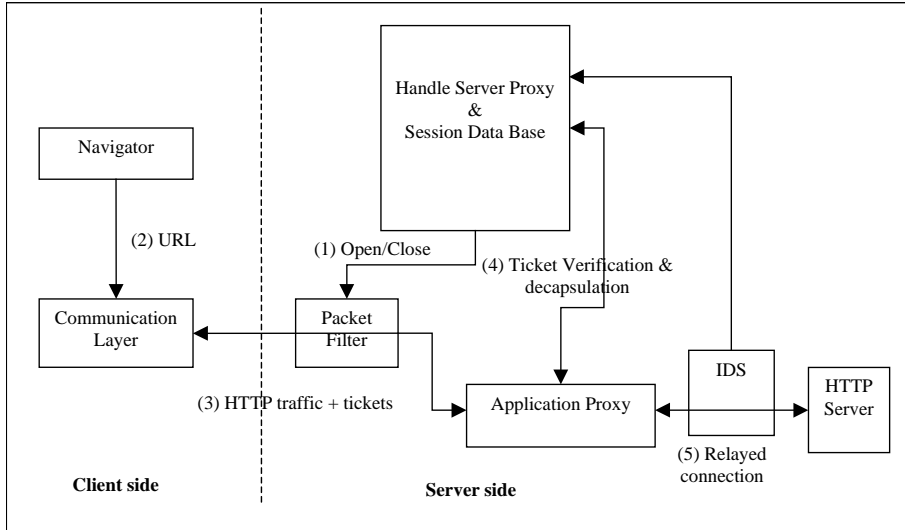 Handle Server Proxy
&
Session Data Base
Navigator
(2) URL
(1) Open/Close
(4) Ticket Verification &
decapsulation
Communication
Layer
Packet
Filter
(3) HTTP traffic + tickets
Application Proxy
IDS
HTTP
Server
(5) Relayed
connection
Client side
Server side